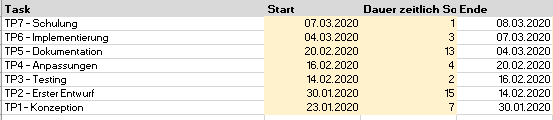 Task Start Dauer zeitlich So Ende
TP7 - Schulung 07.03.2020 1 08.03.2020
TP6 - Implementierung 04.03.2020 3 07.03.2020
TP5 - Dokumentation 20.02.2020 13 04.03.2020
TP4 - Anpassungen 16.02.2020 4 20.02.2020
TP3 - Testing 14.02.2020 2 16.02.2020
TP2 - Erster Entwurf 30.01.2020 15 14.02.2020
TP1 - Konzeption 23.01.2020 7 30.01.2020